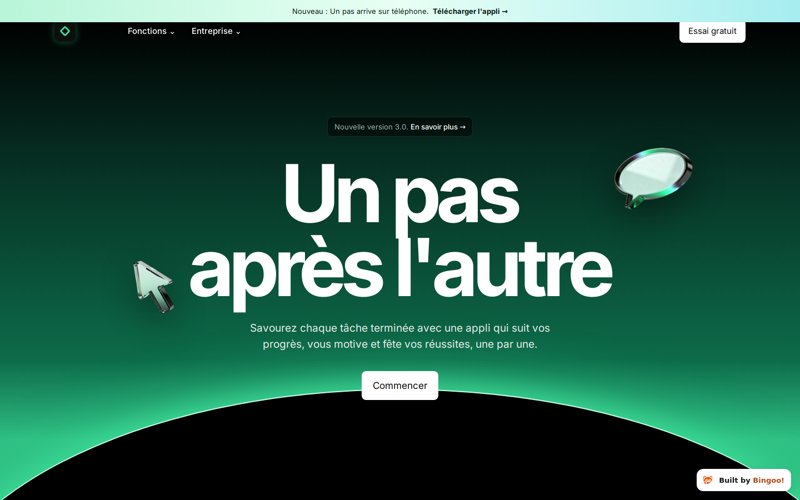 Nouveau : Un pas arrive sur téléphone. Télécharger l'appli →
Fonctions Entreprise
Essai gratuit
Nouvelle version 3.0. En savoir plus →
Un pas
après l'autre
Savourez chaque tâche terminée avec une appli qui suit vos
progrès, vous motive et fête vos réussites, une par une.
Commencer
Built by Bingoo!